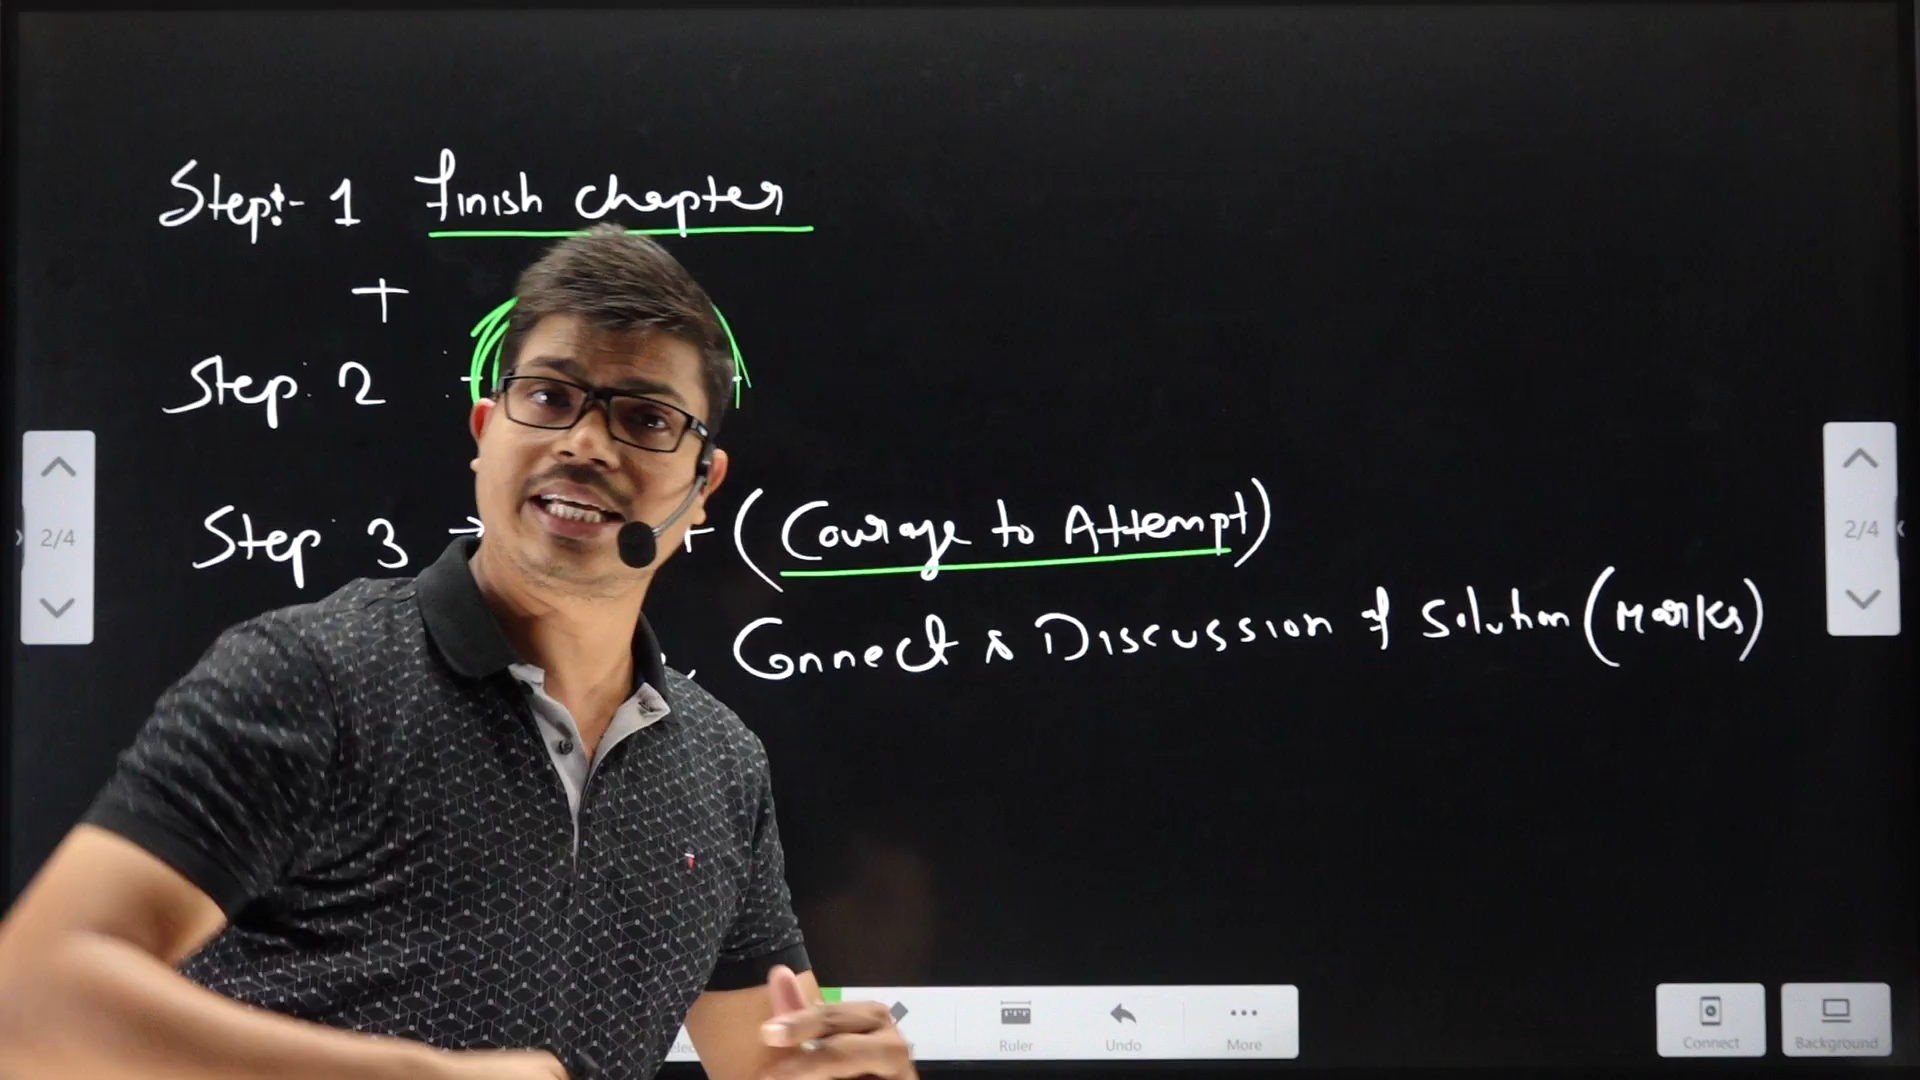 Step:- 1 Finish chapter
+
Step: 2
Step 3 → + (Courage to Attempt)
Connect & Discussion of Solution (Marks)
2/4
2/4
Ruler
Undo
More
Connect
Background